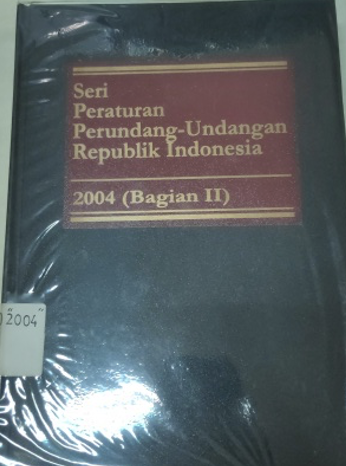 Seri
Peraturan
Perundang-Undangan
Republik Indonesia
2004 (Bagian II)
2004